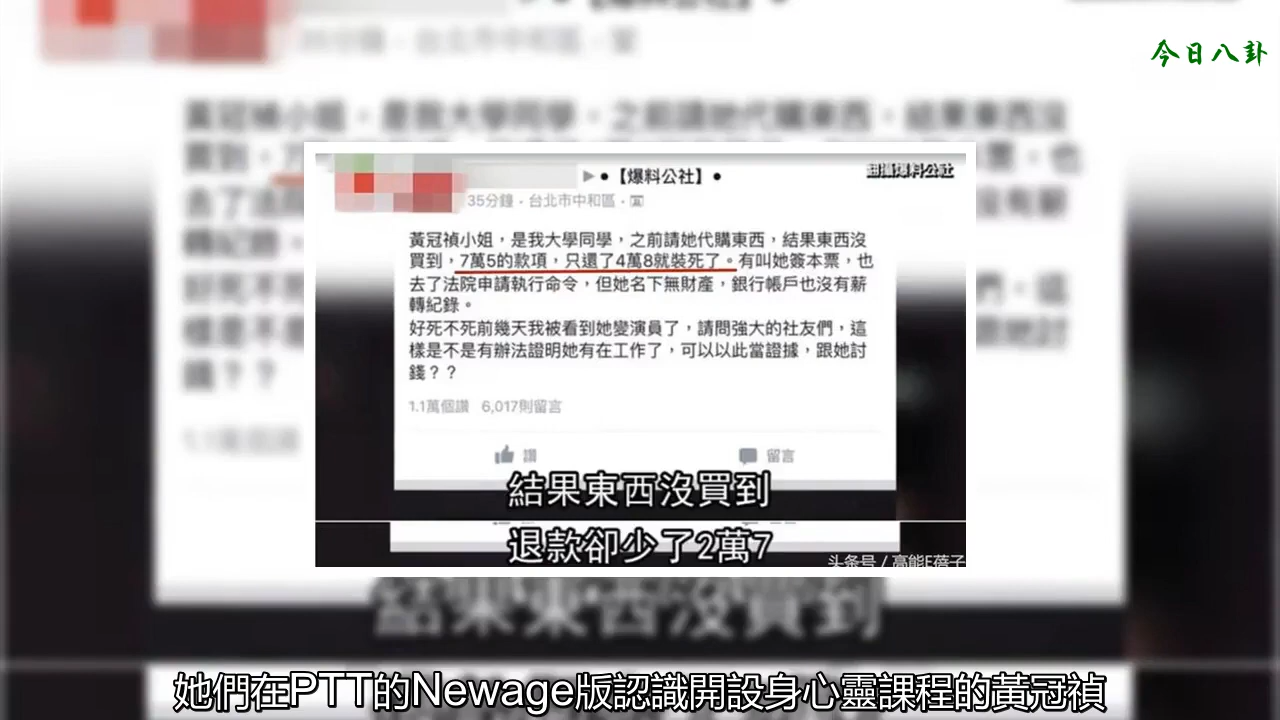 今日八卦
▶ ●【爆料公社】●
翻攝爆料公社
35分鐘 · 台北市中和區 ·
黃冠禎小姐，是我大學同學，之前請她代購東西，結果東西沒
買到，7萬5的款項，只還了4萬8就裝死了。有叫她簽本票，也
去了法院申請執行命令，但她名下無財產，銀行帳戶也沒有薪
轉紀錄。
好死不死前幾天我被看到她變演員了，請問強大的社友們，這
樣是不是有辦法證明她有在工作了，可以以此當證據，跟她討
錢？？
1.1萬個讚 6,017則留言
讚 留言
結果東西沒買到
退款卻少了2萬7
头条号 / 高能E蓓子
她們在PTT的Newage版認識開設身心靈課程的黃冠禎